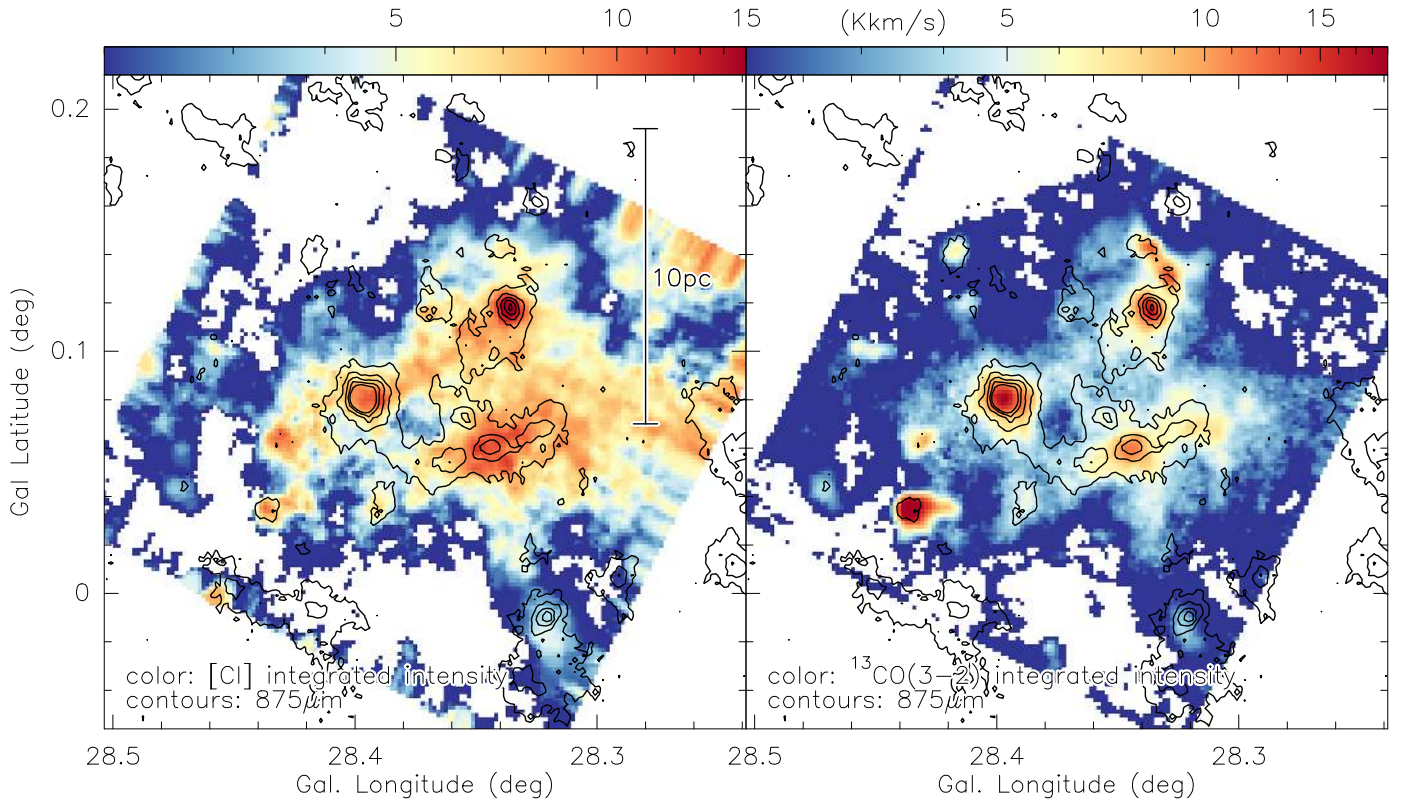 5 10 15 (Kkm/s) 5 10 15
0.2
10pc
0.1
Gal Latitude (deg)
0
color: [CI] integrated intensity
contours: 875μm
color: ¹³CO(3−2) integrated intensity
contours: 875μm
28.5 28.4 28.3 28.5 28.4 28.3
Gal. Longitude (deg) Gal. Longitude (deg)